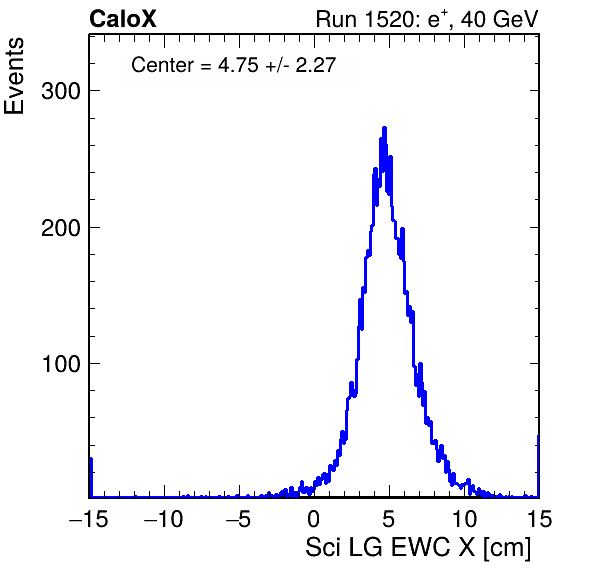 CaloX Run 1520: e⁺, 40 GeV
Events
Center = 4.75 +/- 2.27
300
200
100
−15 −10 −5 0 5 10 15
Sci LG EWC X [cm]